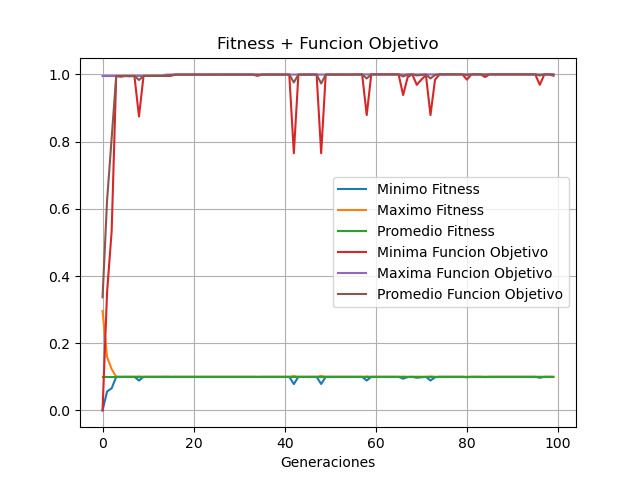 Fitness + Funcion Objetivo
1.0
0.8
0.6
0.4
0.2
0.0
Minimo Fitness
Maximo Fitness
Promedio Fitness
Minima Funcion Objetivo
Maxima Funcion Objetivo
Promedio Funcion Objetivo
0 20 40 60 80 100
Generaciones